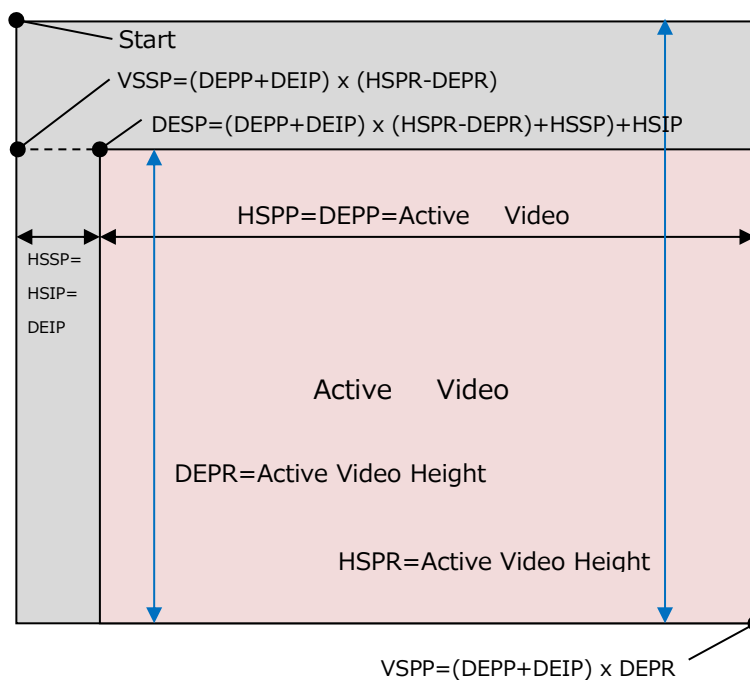 Start
VSSP=(DEPP+DEIP) x (HSPR-DEPR)
DESP=(DEPP+DEIP) x (HSPR-DEPR)+HSSP)+HSIP
HSPP=DEPP=Active Video
HSSP=
HSIP=
DEIP
Active Video
DEPR=Active Video Height
HSPR=Active Video Height
VSPP=(DEPP+DEIP) x DEPR